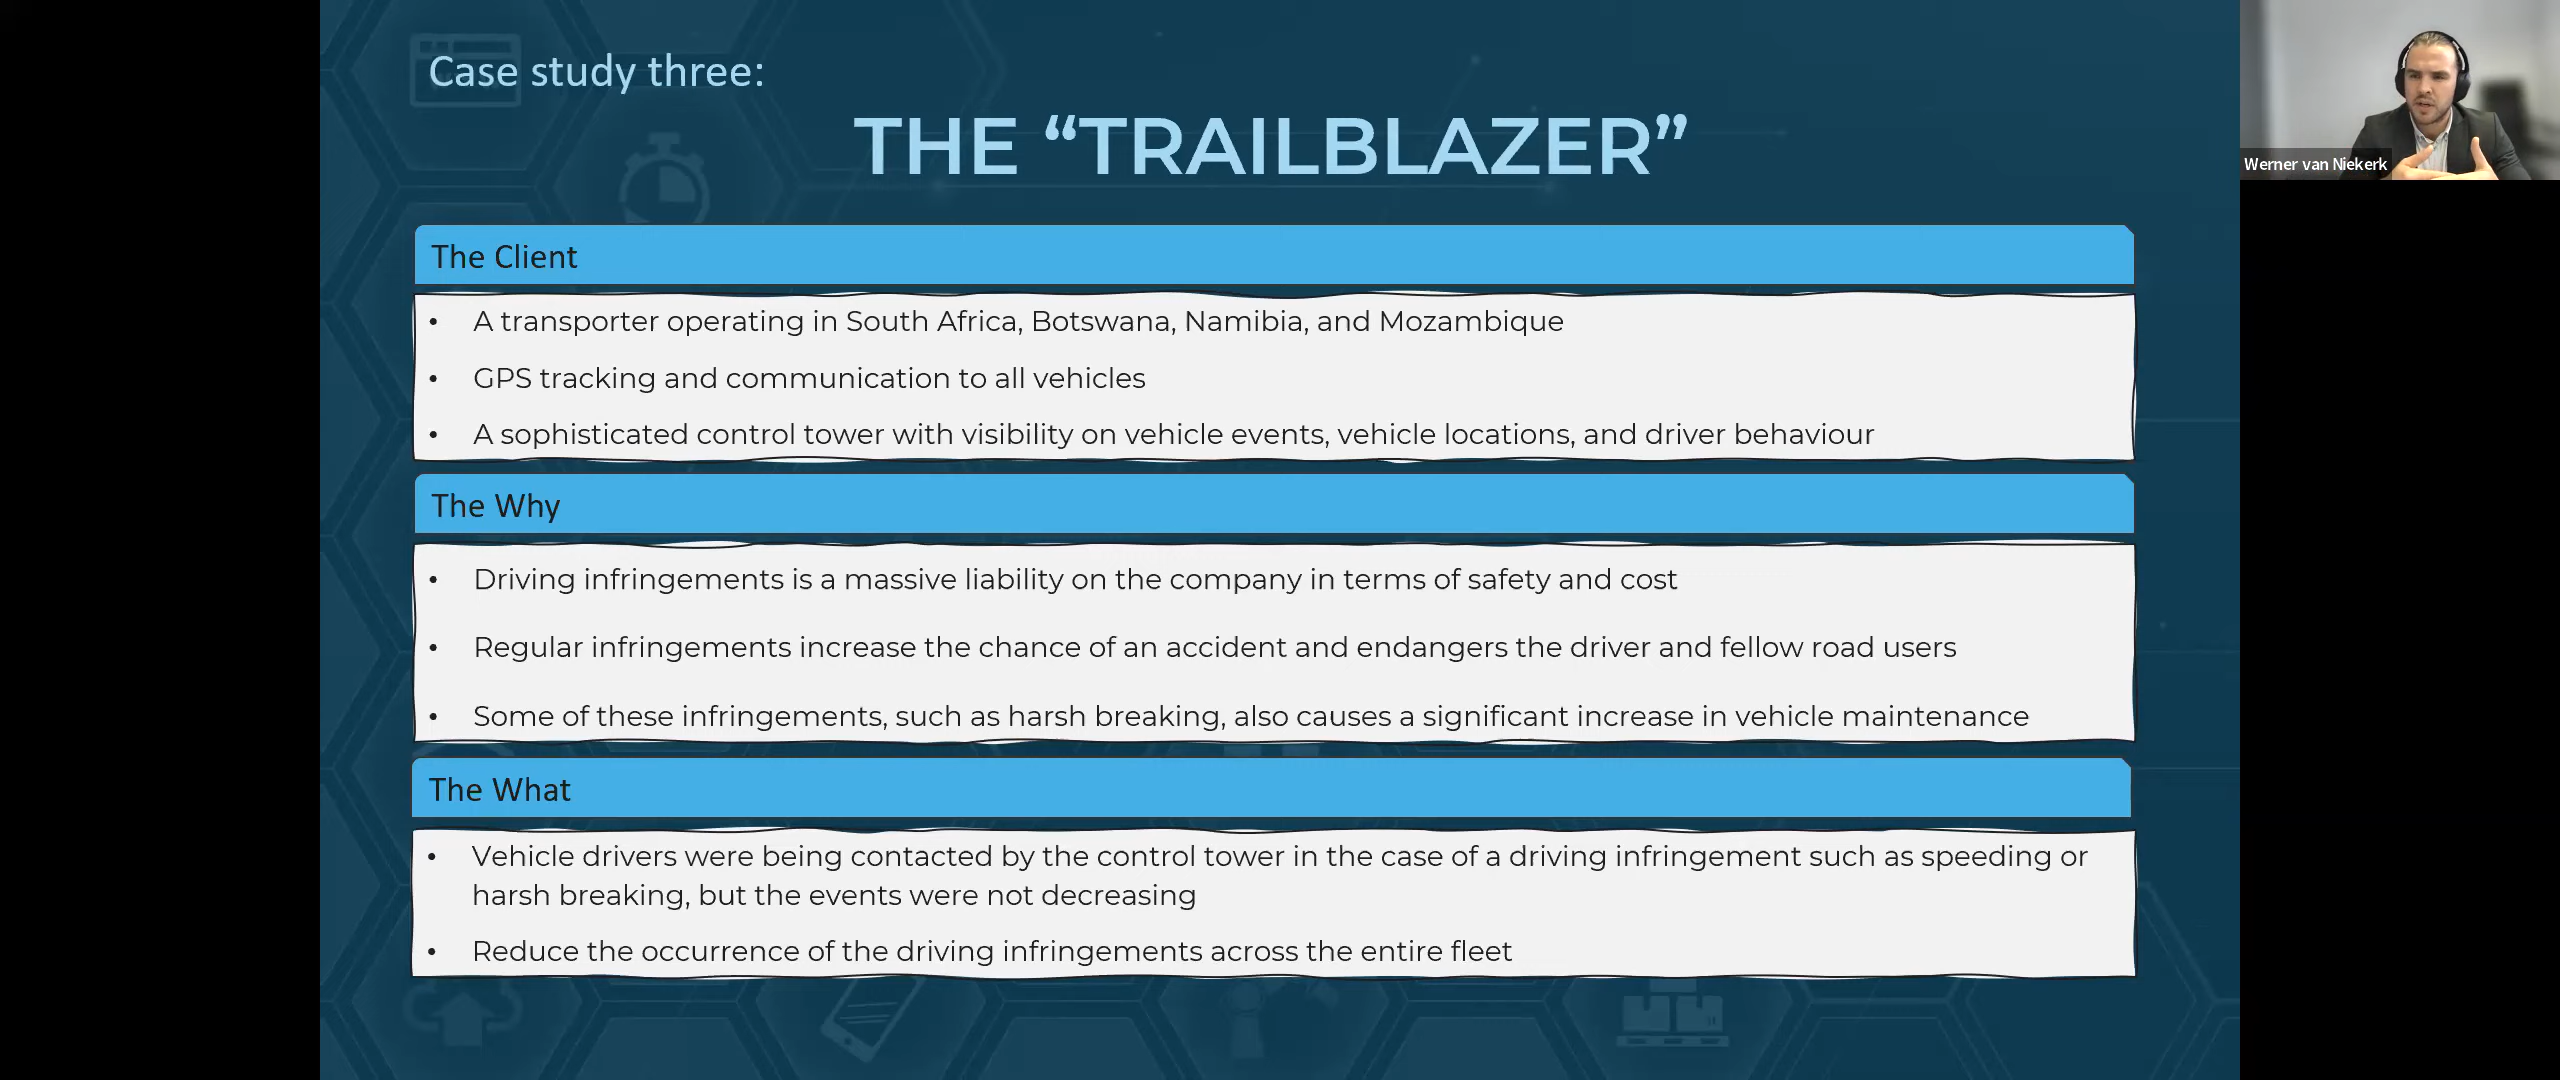 Case study three:
THE “TRAILBLAZER”
Werner van Niekerk
The Client
• A transporter operating in South Africa, Botswana, Namibia, and Mozambique
• GPS tracking and communication to all vehicles
• A sophisticated control tower with visibility on vehicle events, vehicle locations, and driver behaviour
The Why
• Driving infringements is a massive liability on the company in terms of safety and cost
• Regular infringements increase the chance of an accident and endangers the driver and fellow road users
• Some of these infringements, such as harsh breaking, also causes a significant increase in vehicle maintenance
The What
• Vehicle drivers were being contacted by the control tower in the case of a driving infringement such as speeding or
harsh breaking, but the events were not decreasing
• Reduce the occurrence of the driving infringements across the entire fleet